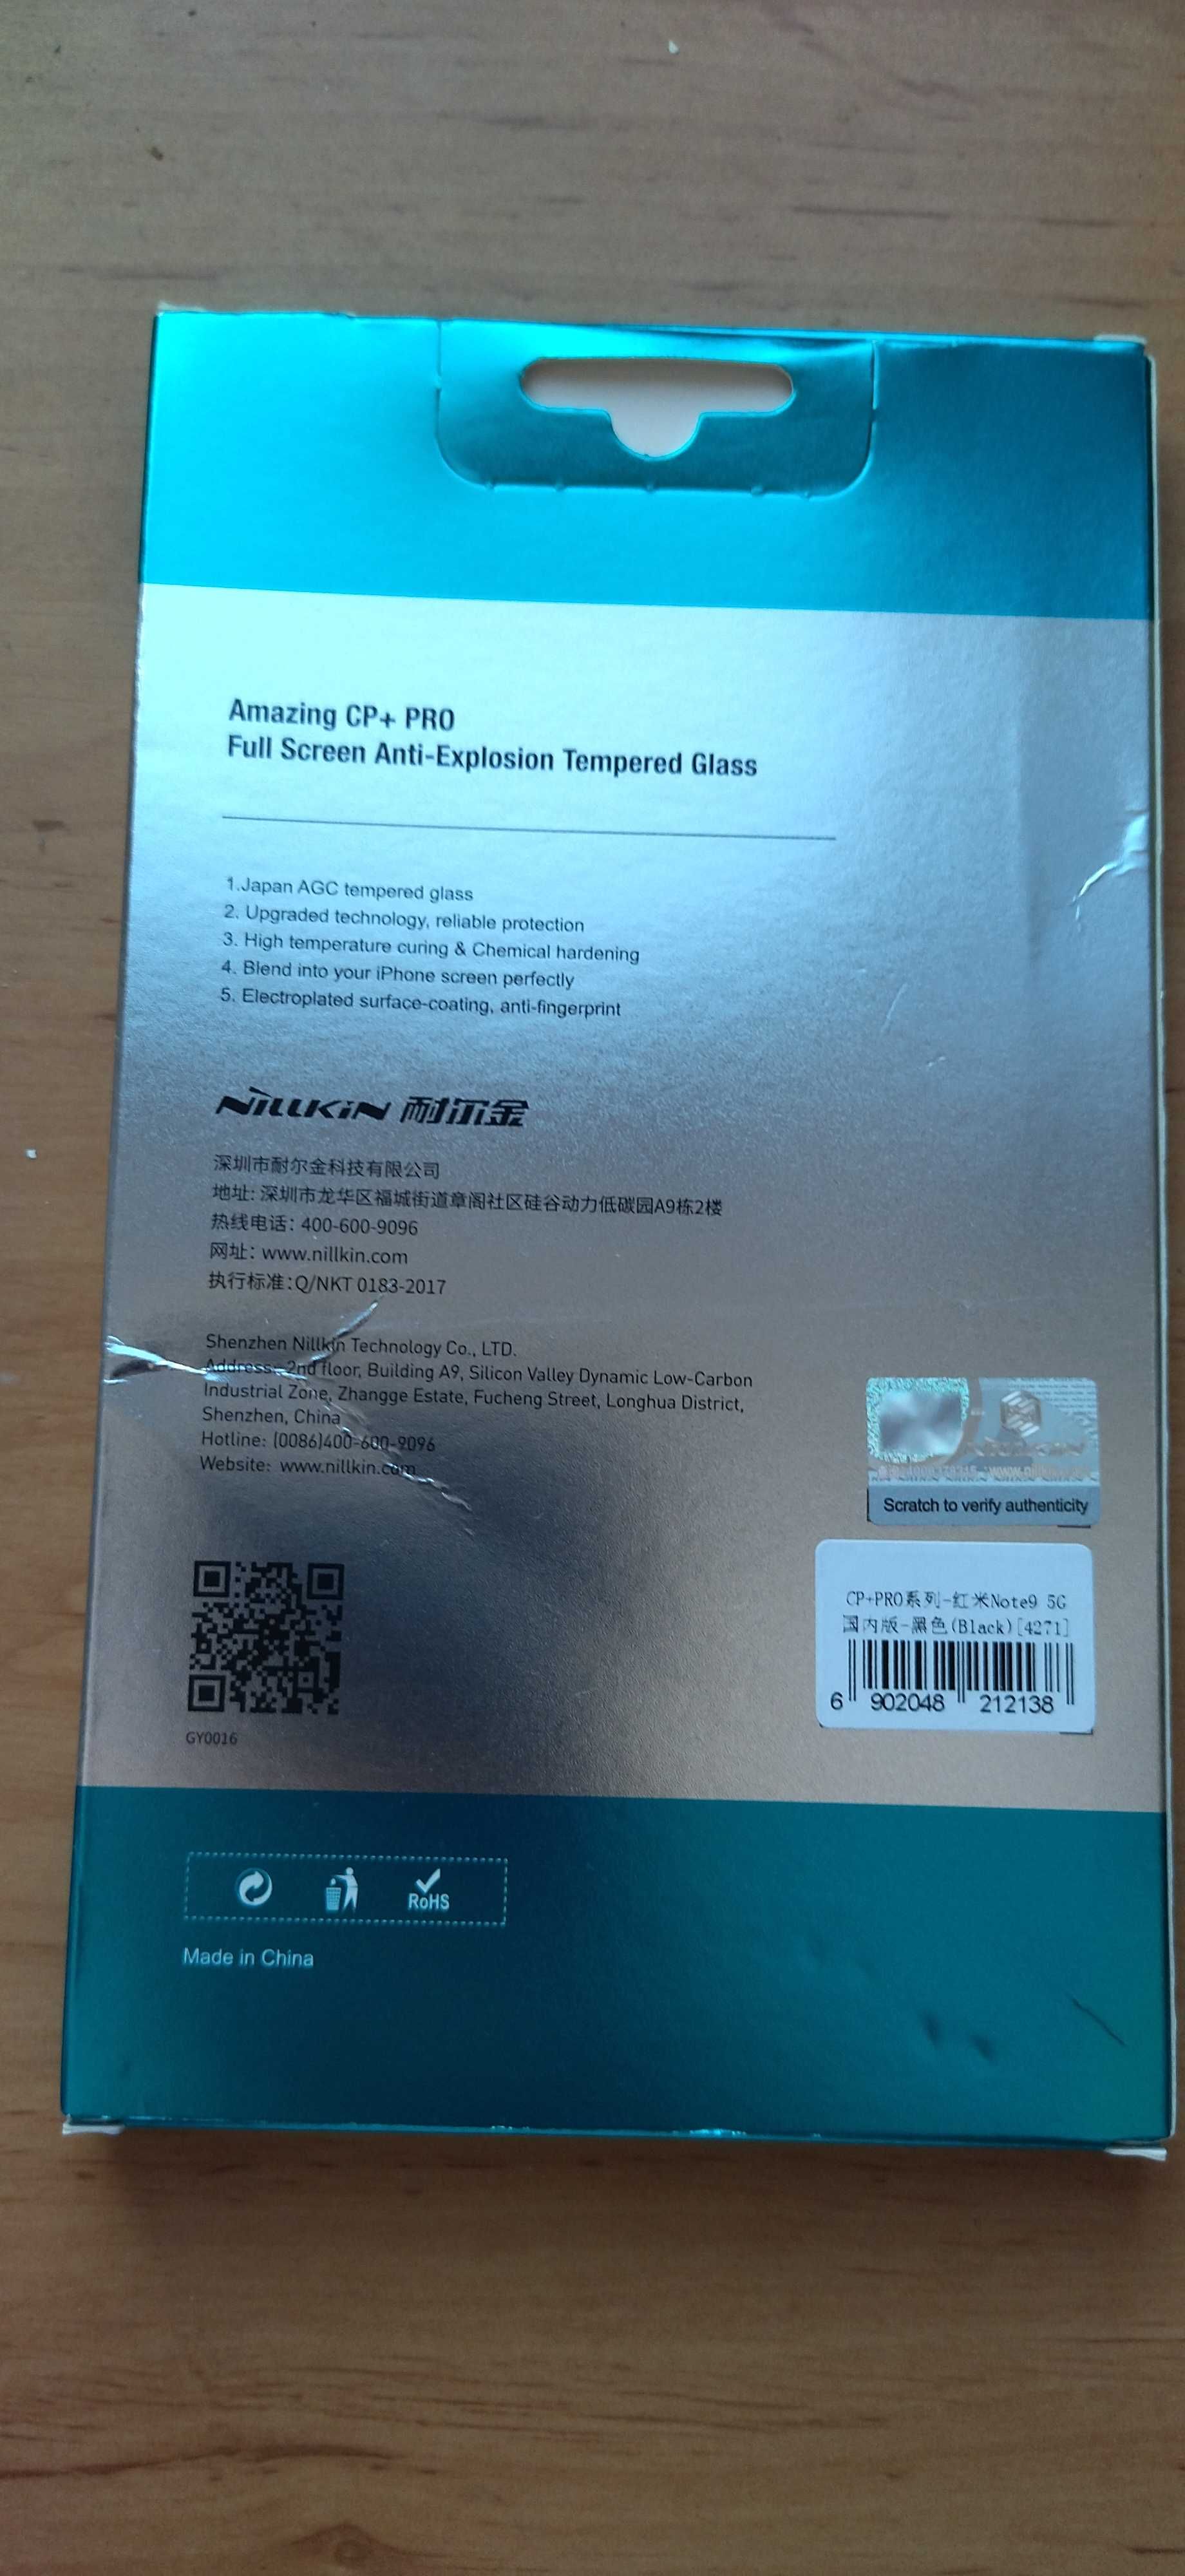 Amazing CP+ PRO
Full Screen Anti-Explosion Tempered Glass
1.Japan AGC tempered glass
2. Upgraded technology, reliable protection
3. High temperature curing & Chemical hardening
4. Blend into your iPhone screen perfectly
5. Electroplated surface-coating, anti-fingerprint
NILLKIN 耐尔金
深圳市耐尔金科技有限公司
地址: 深圳市龙华区福城街道章阁社区硅谷动力低碳园A9栋2楼
热线电话: 400-600-9096
网址: www.nillkin.com
执行标准:Q/NKT 0183-2017
Shenzhen Nillkin Technology Co., LTD.
Address: 2nd floor, Building A9, Silicon Valley Dynamic Low-Carbon
Industrial Zone, Zhangge Estate, Fucheng Street, Longhua District,
Shenzhen, China
Hotline: (0086)400-600-9096
Website: www.nillkin.com
NILLKIN
Scratch to verify authenticity
CP+PRO系列-红米Note9 5G
国内版-黑色(Black)[4271]
6 902048 212138
GY0016
RoHS
Made in China